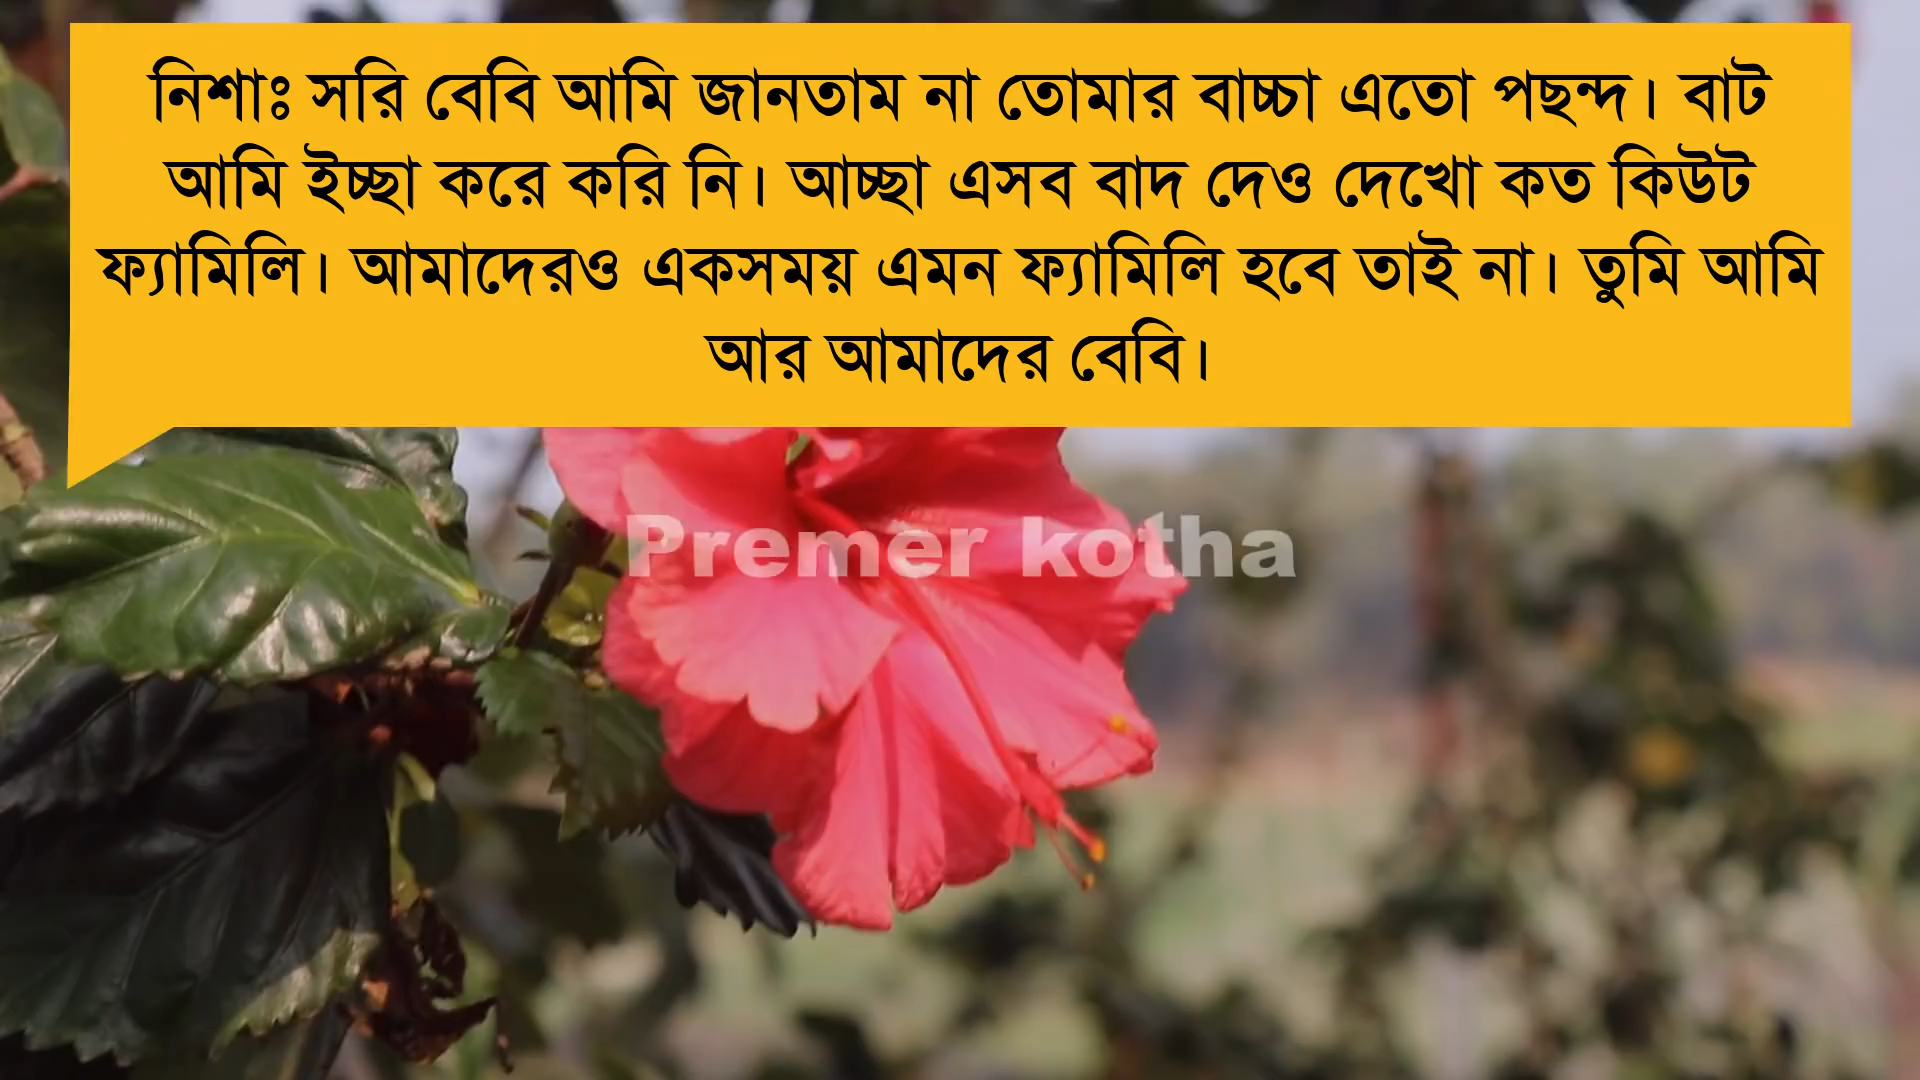 নিশাঃ সরি বেবি আমি জানতাম না তোমার বাচ্চা এতো পছন্দ। বাট
আমি ইচ্ছা করে করি নি। আচ্ছা এসব বাদ দেও দেখো কত কিউট
ফ্যামিলি। আমাদেরও একসময় এমন ফ্যামিলি হবে তাই না। তুমি আমি
আর আমাদের বেবি।
Premer kotha